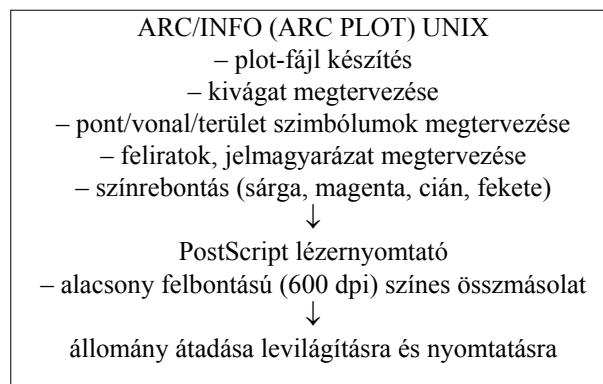 ARC/INFO (ARC PLOT) UNIX
– plot-fájl készítés
– kivágat megtervezése
– pont/vonal/terület szimbólumok megtervezése
– feliratok, jelmagyarázat megtervezése
– színrebontás (sárga, magenta, cián, fekete)
↓
PostScript lézernyomtató
– alacsony felbontású (600 dpi) színes összmásolat
↓
állomány átadása levilágításra és nyomtatásra